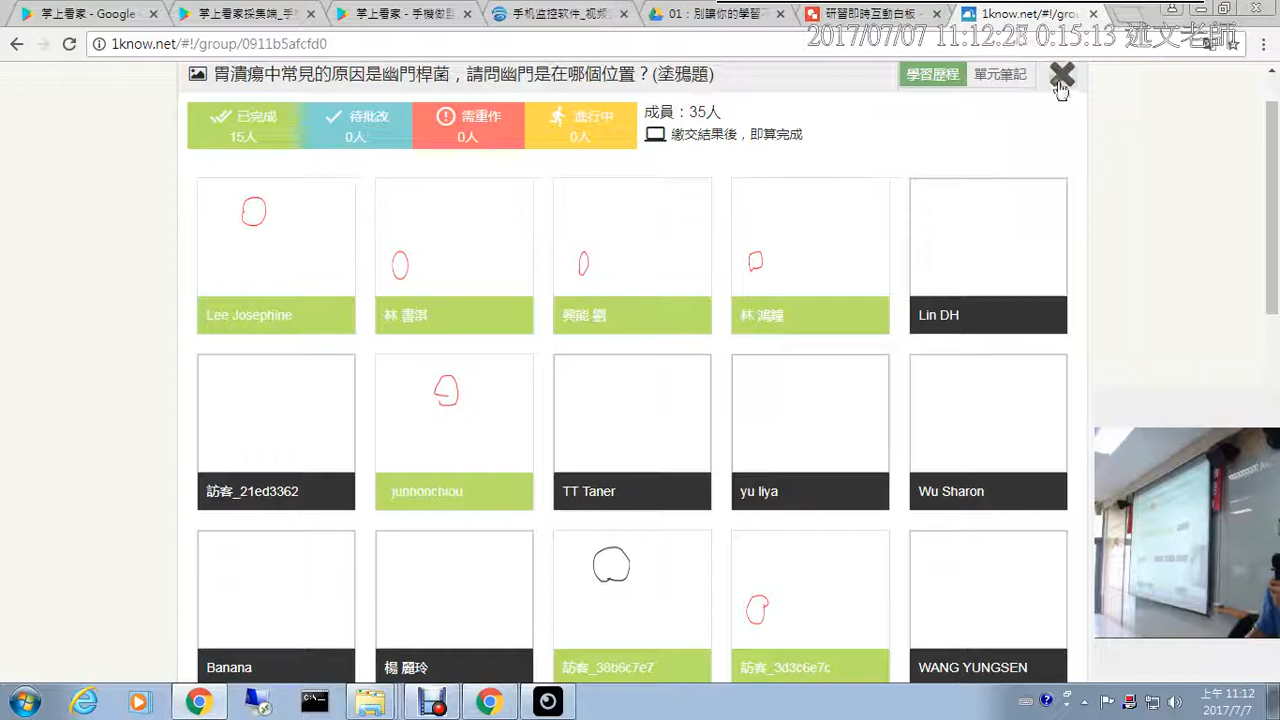 掌上看家 - Google
掌上看家採集端_手
掌上看家 - 手機做監
手机监控软件_视频
01：別讓你的學習不
研習即時互動白板 -
1know.net/#!/grou
1know.net/#!/group/0911b5afcfd0
2017/07/07 11:12:28 0:15:13 述文老師
胃潰瘍中常見的原因是幽門桿菌，請問幽門是在哪個位置？(塗鴉題)
學習歷程
單元筆記
已完成
15人
待批改
0人
需重作
0人
進行中
0人
成員：35人
繳交結果後，即算完成
Lee Josephine
林 書淇
興能 劉
林 鴻鐘
Lin DH
訪客_21ed3362
junnonchiou
TT Taner
yu liya
Wu Sharon
Banana
楊 麗玲
訪客_38b6c7e7
訪客_3d3c6e7c
WANG YUNGSEN
上午 11:12
2017/7/7